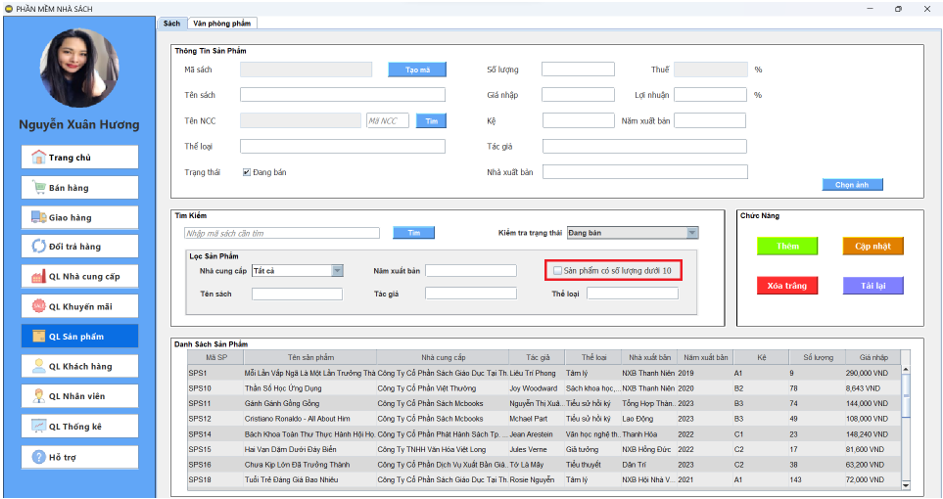 PHẦN MỀM NHÀ SÁCH
Sách Văn phòng phẩm
Nguyễn Xuân Hương
Trang chủ
Bán hàng
Giao hàng
Đổi trả hàng
QL Nhà cung cấp
QL Khuyến mãi
QL Sản phẩm
QL Khách hàng
QL Nhân viên
QL Thống kê
Hỗ trợ
Thông Tin Sản Phẩm
Mã sách Tạo mã Số lượng Thuế %
Tên sách Giá nhập Lợi nhuận %
Tên NCC Mã NCC Tìm Kệ Năm xuất bản
Thể loại Tác giả
Trạng thái Đang bán Nhà xuất bản
Chọn ảnh
Tìm Kiếm
Nhập mã sách cần tìm Tìm Kiểm tra trạng thái Đang bán
Lọc Sản Phẩm
Nhà cung cấp Tất cả Năm xuất bản Sản phẩm có số lượng dưới 10
Tên sách Tác giả Thể loại
Chức Năng
Thêm Cập nhật
Xóa trắng Tải lại
Danh Sách Sản Phẩm
Mã SP Tên sản phẩm Nhà cung cấp Tác giả Thể loại Nhà xuất bản Năm xuất bản Kệ Số lượng Giá nhập
SPS1 Mỗi Lần Vấp Ngã Là Một Lần Trưởng Thà Công Ty Cổ Phần Sách Giáo Dục Tại Th. Liêu Trí Phong Tâm lý NXB Thanh Niên 2019 A1 9 290,000 VND
SPS10 Thần Số Học Ứng Dụng Công Ty Cổ Phần Việt Thường Joy Woodward Sách khoa học,... NXB Thanh Niên 2020 B2 78 8,643 VND
SPS11 Gánh Gánh Gồng Gồng Công Ty Cổ Phần Sách Mcbooks Nguyễn Thị Xuâ... Tiểu sử hồi ký Tổng Hợp Thàn... 2023 B3 74 144,000 VND
SPS12 Cristiano Ronaldo - All About Him Công Ty Cổ Phần Sách Mcbooks Mchael Part Tiểu sử hồi ký Lao Động 2023 B3 49 108,000 VND
SPS14 Bách Khoa Toàn Thư Thực Hành Hội Họ. Công Ty Cổ Phần Phát Hành Sách Tp. ... Jean Arestein Văn học nghệ th... Thanh Hóa 2022 C1 23 148,240 VND
SPS15 Hai Vạn Dặm Dưới Đáy Biển Công Ty TNHH Văn Hóa Việt Long Jules Verne Giả tưởng NXB Hồng Đức 2022 C2 17 81,600 VND
SPS16 Chưa Kịp Lớn Đã Trưởng Thành Công Ty Cổ Phần Dịch Vụ Xuất Bản Giá.. Tớ Là Mây Tiểu thuyết Dân Trí 2023 C2 38 63,200 VND
SPS18 Tuổi Trẻ Đáng Giá Bao Nhiêu Công Ty Cổ Phần Sách Giáo Dục Tại Th. Rosie Nguyễn Tâm lý NXB Hội Nhà V... 2021 A1 143 72,000 VND